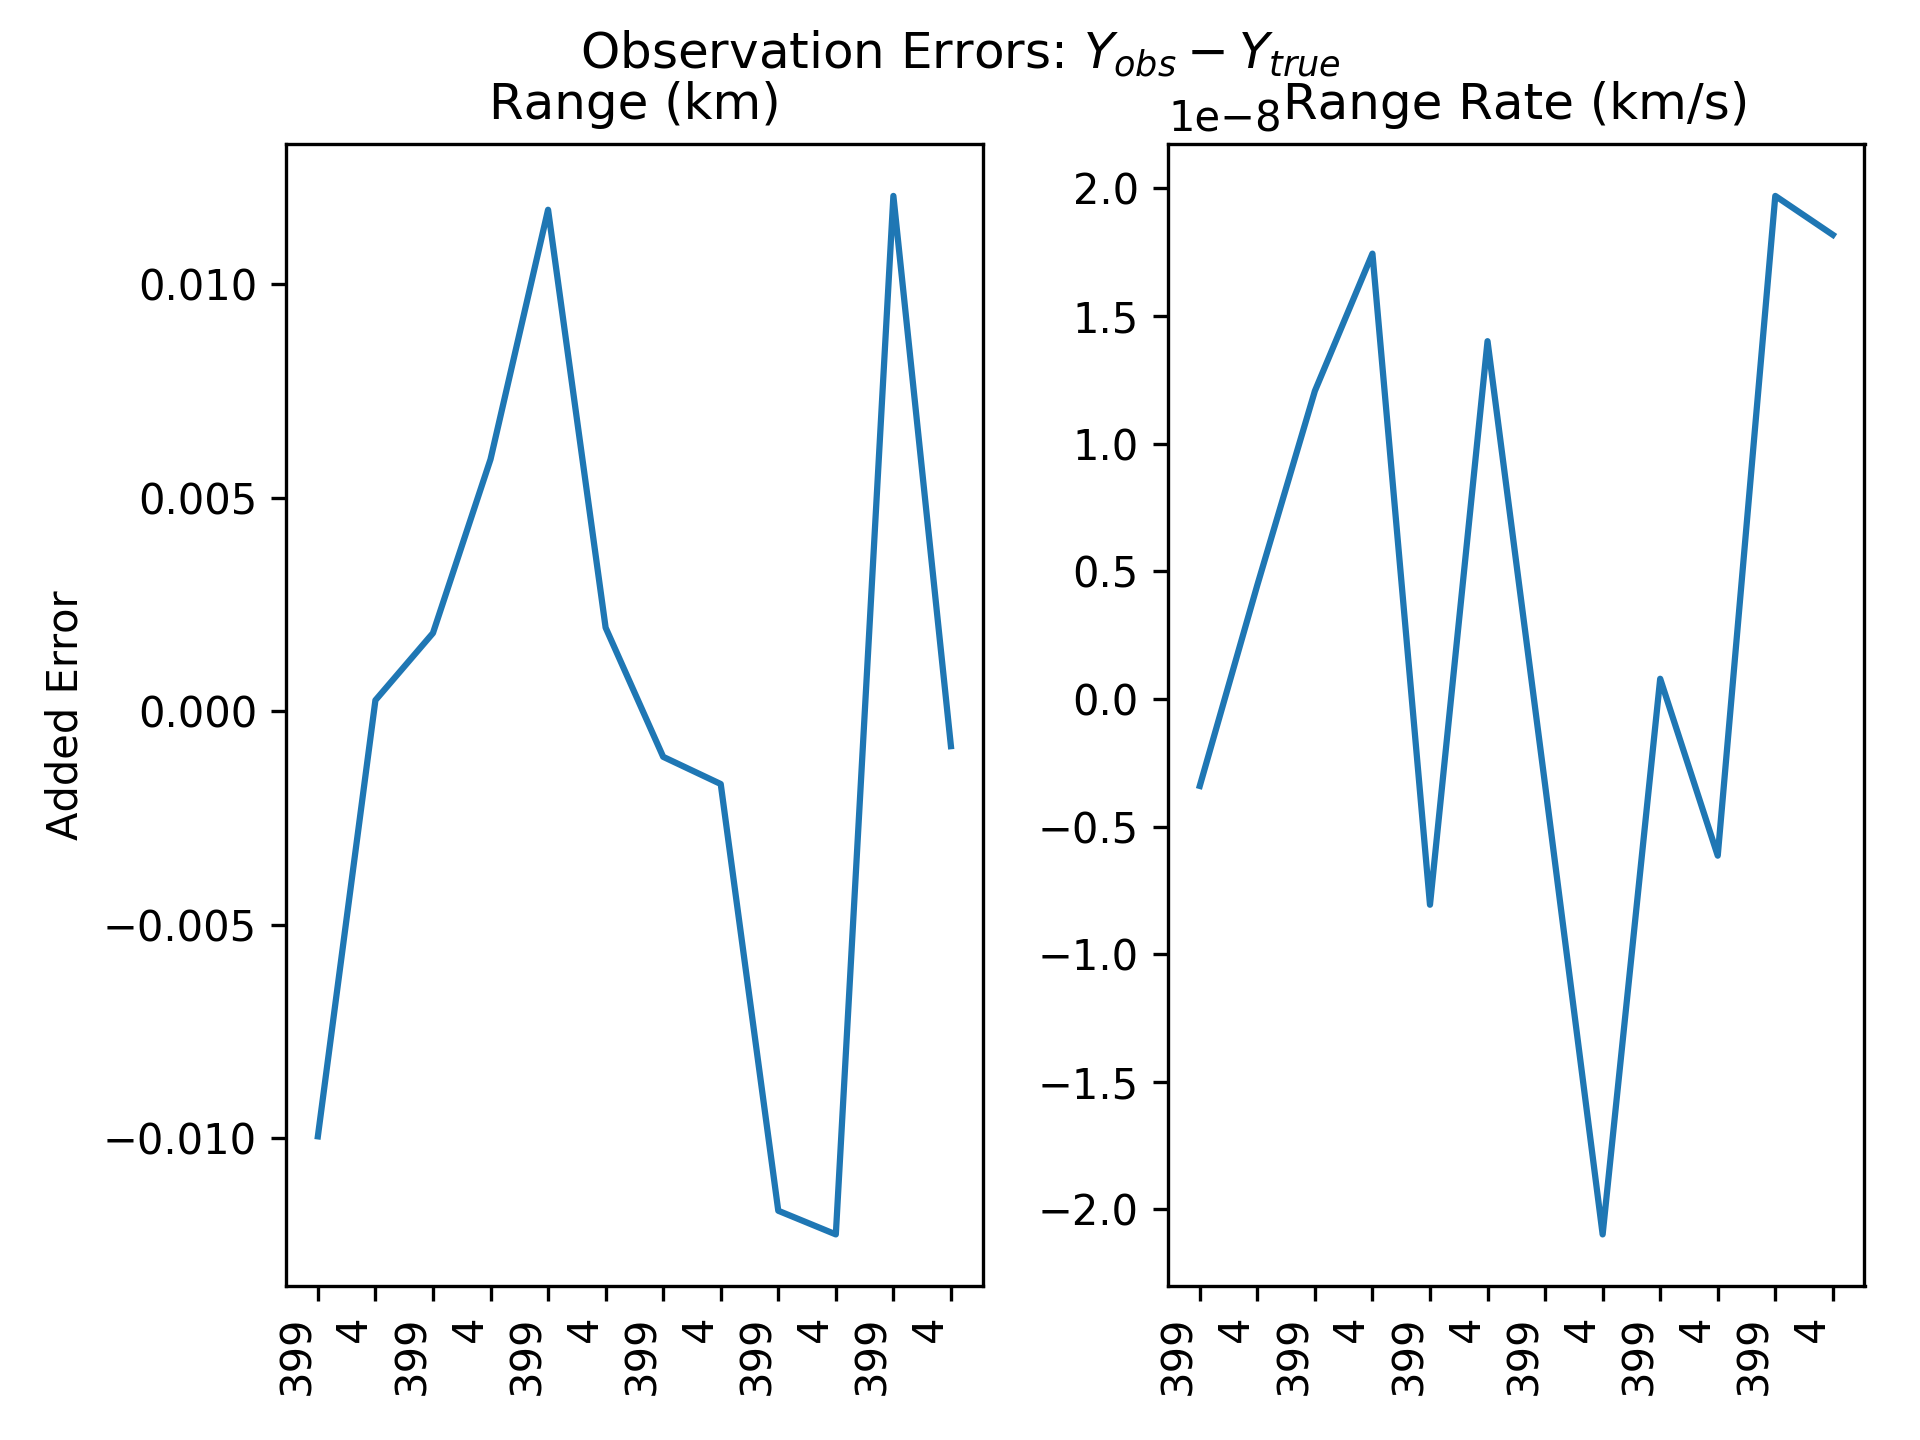 Observation Errors: Y_obs − Y_true
Range (km)
1e−8 Range Rate (km/s)
Added Error
0.010
0.005
0.000
−0.005
−0.010
399 4 399 4 399 4 399 4 399 4 399 4
2.0
1.5
1.0
0.5
0.0
−0.5
−1.0
−1.5
−2.0
399 4 399 4 399 4 399 4 399 4 399 4